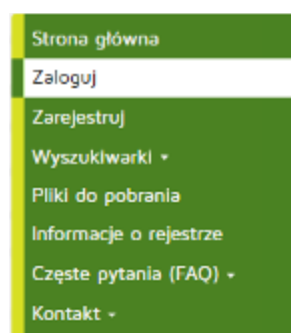 Strona główna
Zaloguj
Zarejestruj
Wyszukiwarki
Pliki do pobrania
Informacje o rejestrze
Częste pytania (FAQ)
Kontakt